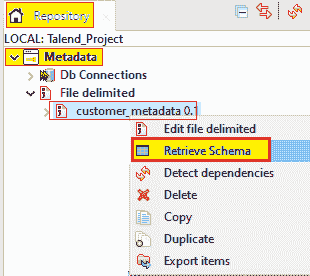 Repository
LOCAL: Talend_Project
Metadata
Db Connections
File delimited
customer_metadata 0.1
Edit file delimited
Retrieve Schema
Detect dependencies
Delete
Copy
Duplicate
Export items